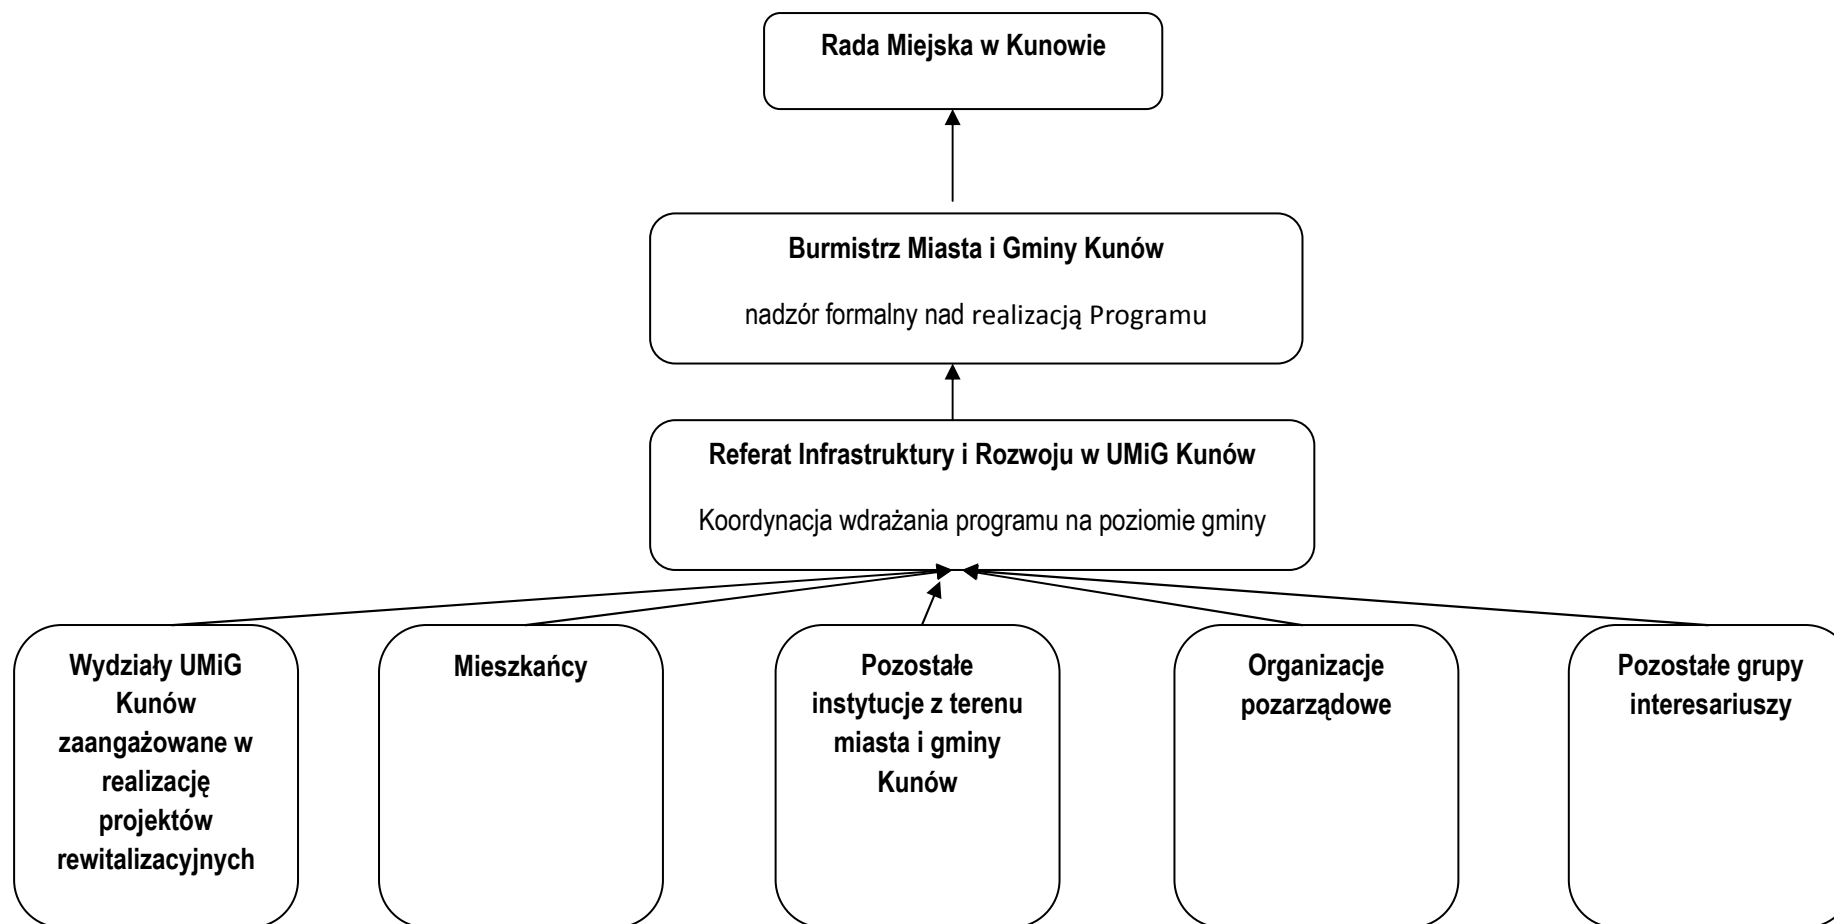 Rada Miejska w Kunowie
Burmistrz Miasta i Gminy Kunów
nadzór formalny nad realizacją Programu
Referat Infrastruktury i Rozwoju w UMiG Kunów
Koordynacja wdrażania programu na poziomie gminy
Wydziały UMiG
Kunów
zaangażowane w
realizację
projektów
rewitalizacyjnych
Mieszkańcy
Pozostałe
instytucje z terenu
miasta i gminy
Kunów
Organizacje
pozarządowe
Pozostałe grupy
interesariuszy